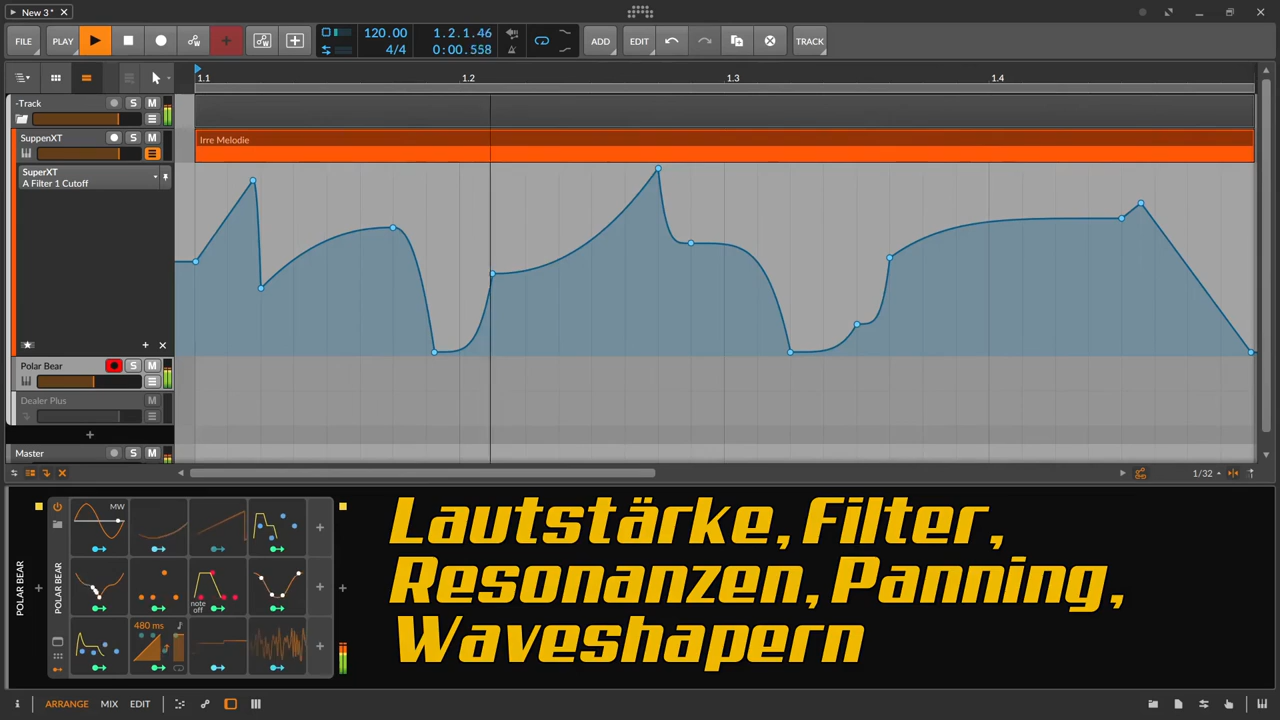 New 3*
FILE
PLAY
120.00
4/4
1.2.1.46
0:00.558
ADD
EDIT
TRACK
1.1
1.2
1.3
1.4
-Track
S
M
SuppenXT
S
M
Irre Melodie
SuperXT
A Filter 1 Cutoff
Polar Bear
S
M
Dealer Plus
M
Master
S
M
1/32
POLAR BEAR
POLAR BEAR
MW
note
off
480 ms
Lautstärke, Filter,
Resonanzen, Panning,
Waveshapern
ARRANGE
MIX
EDIT